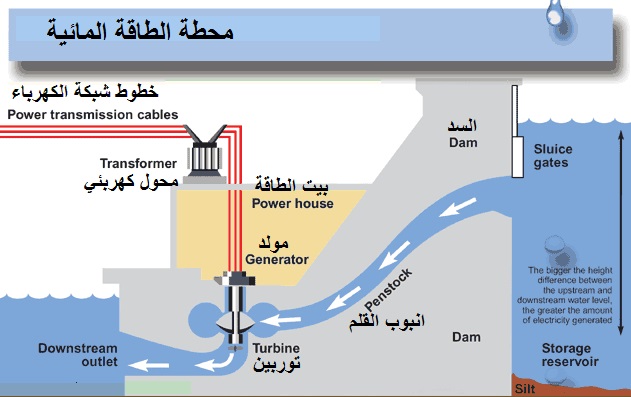 محطة الطاقة المائية
خطوط شبكة الكهرباء
Power transmission cables
Transformer
محول كهربئي
السد
Dam
Sluice
gates
بيت الطاقة
Power house
مولد
Generator
Penstock
انبوب القلم
The bigger the height
difference between
the upstream and
downstream water level,
the greater the amount
of electricity generated
Dam
Downstream
outlet
Turbine
توربين
Storage
reservoir
Silt